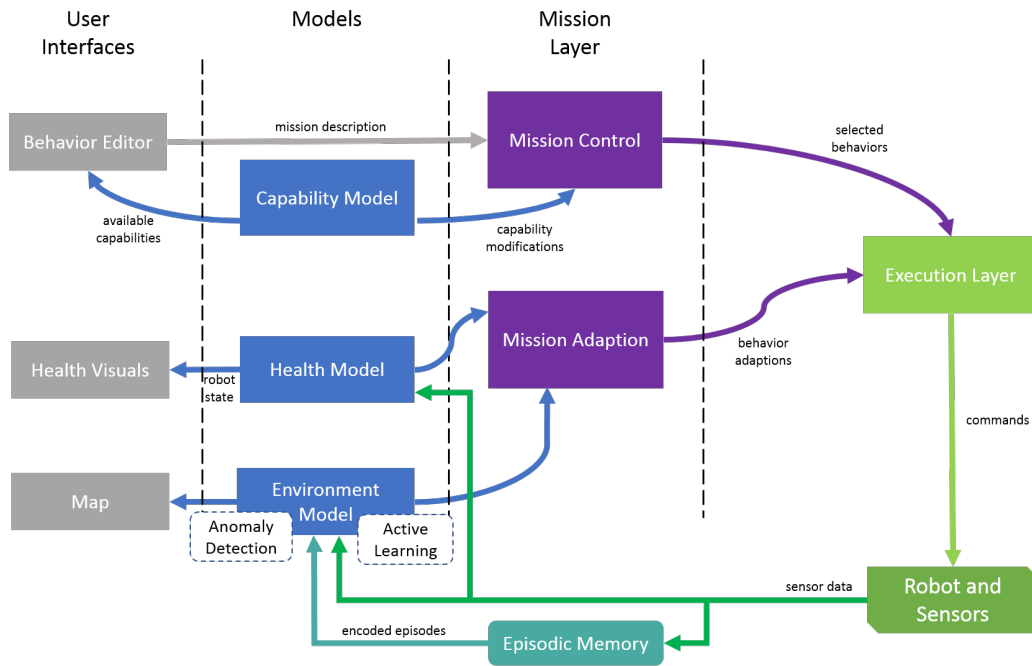 User
Interfaces
Models
Mission
Layer
Behavior Editor
mission description
Mission Control
selected
behaviors
Capability Model
available
capabilities
capability
modifications
Execution Layer
Health Visuals
robot
state
Health Model
Mission Adaption
behavior
adaptions
commands
Map
Environment
Model
Anomaly
Detection
Active
Learning
sensor data
Robot and
Sensors
encoded episodes
Episodic Memory